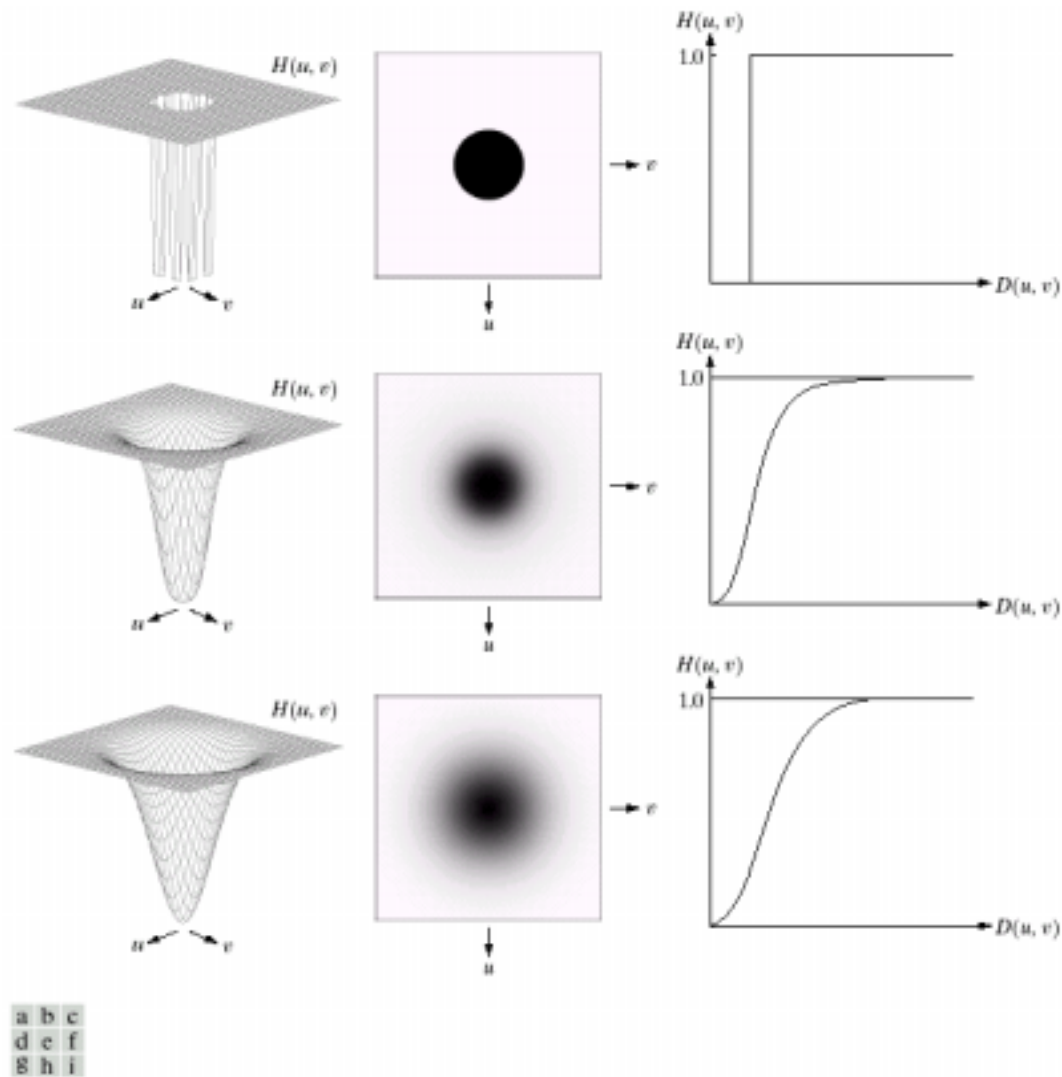 H(u, v)
H(u, v)
1.0
v
D(u, v)
u
v
u
H(u, v)
H(u, v)
1.0
v
D(u, v)
u
v
u
H(u, v)
H(u, v)
1.0
v
D(u, v)
u
v
u
a b c
d e f
g h i